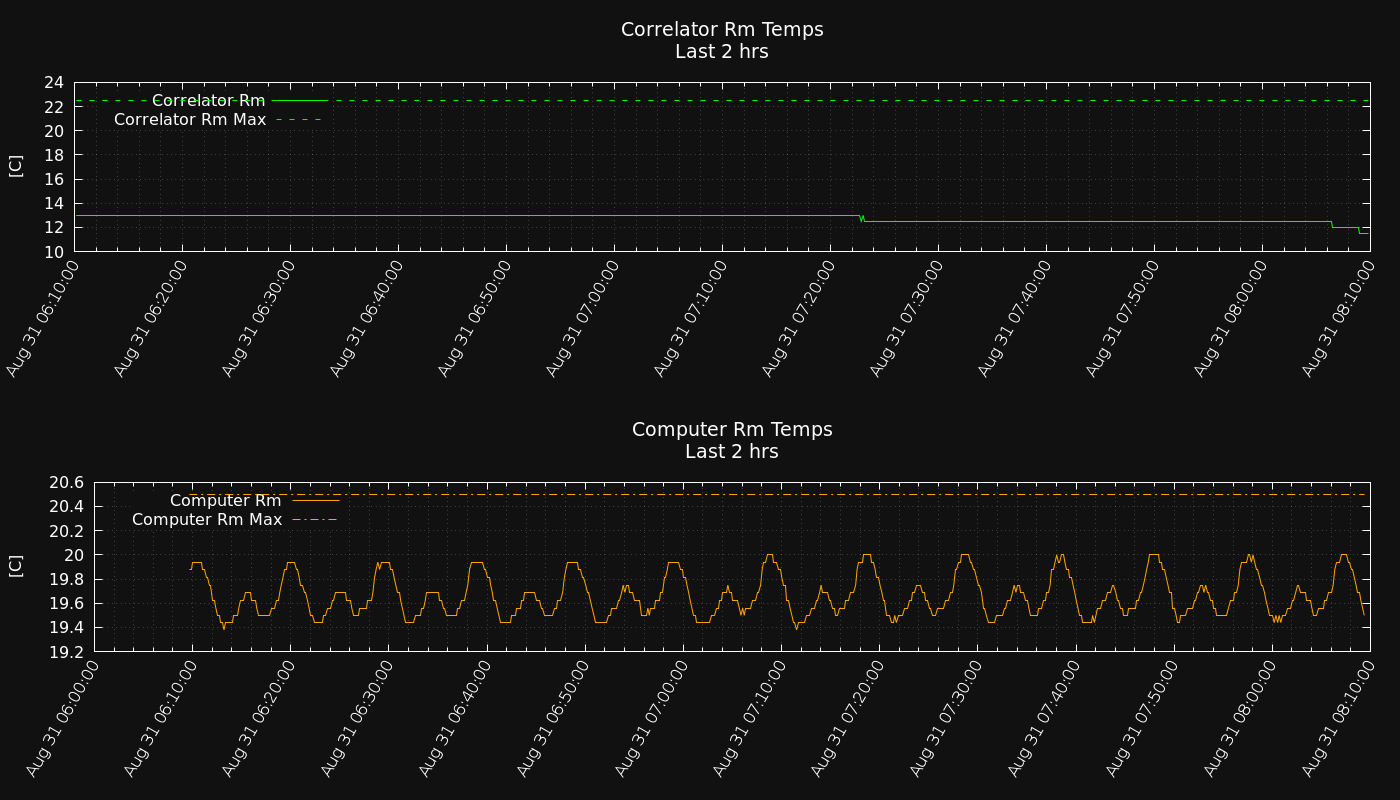 Correlator Rm Temps
Last 2 hrs
24
22
20
18
16
14
12
10
[C]
Correlator Rm
Correlator Rm Max
Aug 31 06:10:00
Aug 31 06:20:00
Aug 31 06:30:00
Aug 31 06:40:00
Aug 31 06:50:00
Aug 31 07:00:00
Aug 31 07:10:00
Aug 31 07:20:00
Aug 31 07:30:00
Aug 31 07:40:00
Aug 31 07:50:00
Aug 31 08:00:00
Aug 31 08:10:00
Computer Rm Temps
Last 2 hrs
20.6
20.4
20.2
20
19.8
19.6
19.4
19.2
[C]
Computer Rm
Computer Rm Max
Aug 31 06:00:00
Aug 31 06:10:00
Aug 31 06:20:00
Aug 31 06:30:00
Aug 31 06:40:00
Aug 31 06:50:00
Aug 31 07:00:00
Aug 31 07:10:00
Aug 31 07:20:00
Aug 31 07:30:00
Aug 31 07:40:00
Aug 31 07:50:00
Aug 31 08:00:00
Aug 31 08:10:00